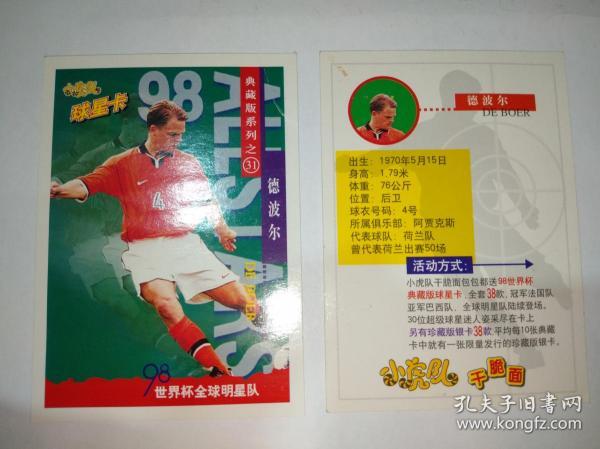 小虎队
球星卡
98
ALLSTARS
典藏版系列之
31
德波尔
DE BOER
4
98
世界杯全球明星队
德波尔
DE BOER
出生：1970年5月15日
身高：1.79米
体重：76公斤
位置：后卫
球衣号码：4号
所属俱乐部：阿贾克斯
代表球队：荷兰队
曾代表荷兰出赛50场
活动方式：
小虎队干脆面包包都送98世界杯
典藏版球星卡，全套38款，冠军法国队
亚军巴西队、全球明星队陆续登场。
30位超级球星迷人姿采尽在卡上
另有珍藏版银卡38款，平均每10张典藏
卡中就有一张限量发行的珍藏版银卡。
小虎队
干脆面
孔夫子旧书网
www.kongfz.com